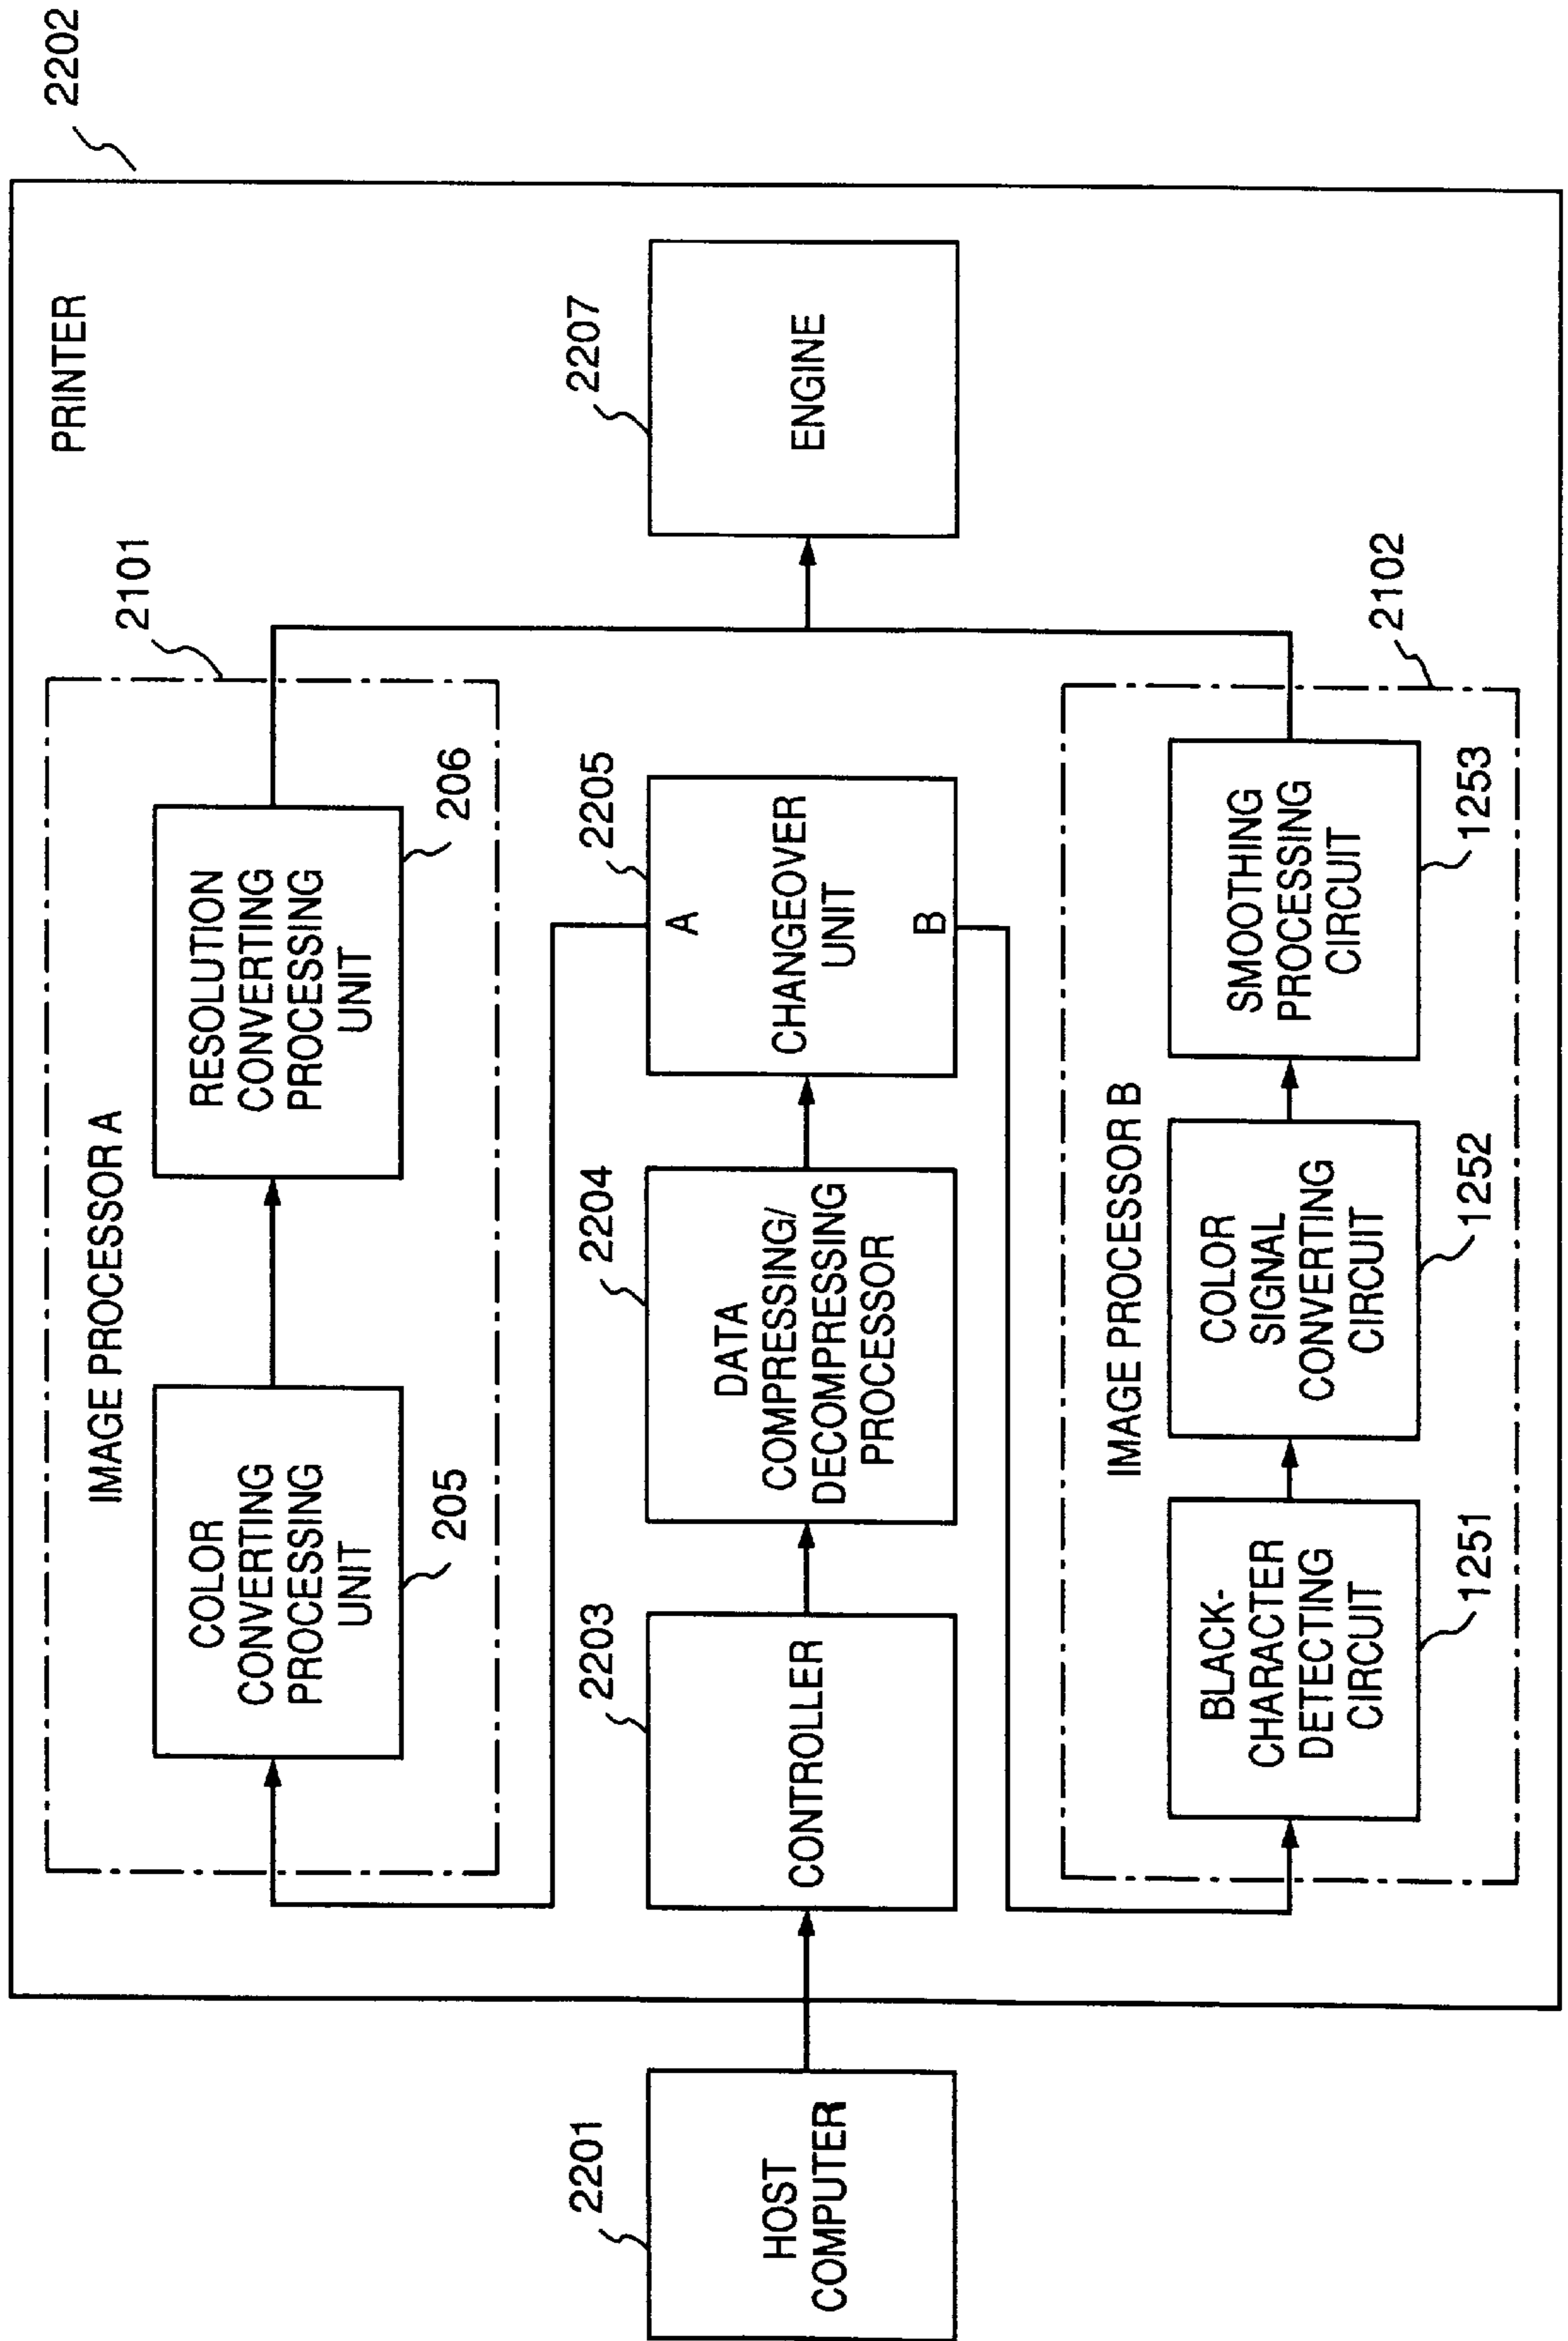 2202
PRINTER
2101
IMAGE PROCESSOR A
COLOR
CONVERTING
PROCESSING
UNIT
205
RESOLUTION
CONVERTING
PROCESSING
UNIT
206
2201
HOST
COMPUTER
2203
CONTROLLER
2204
DATA
COMPRESSING/
DECOMPRESSING
PROCESSOR
2205
A
CHANGEOVER
UNIT
B
2207
ENGINE
2102
IMAGE PROCESSOR B
BLACK-
CHARACTER
DETECTING
CIRCUIT
1251
COLOR
SIGNAL
CONVERTING
CIRCUIT
1252
SMOOTHING
PROCESSING
CIRCUIT
1253